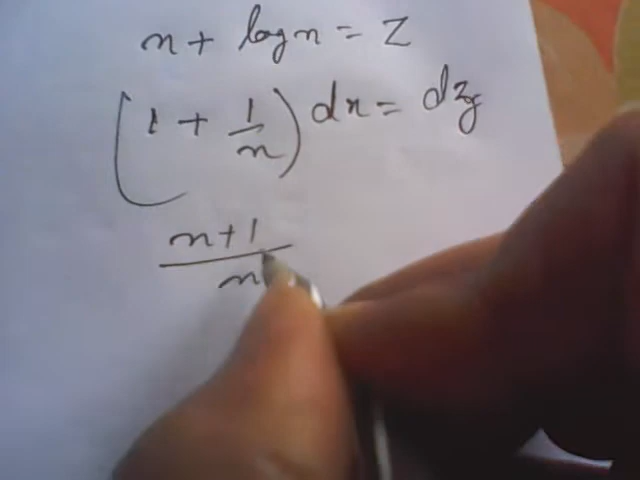 x + log x = z
(1 + 1/x) dx = dz
x+1/x